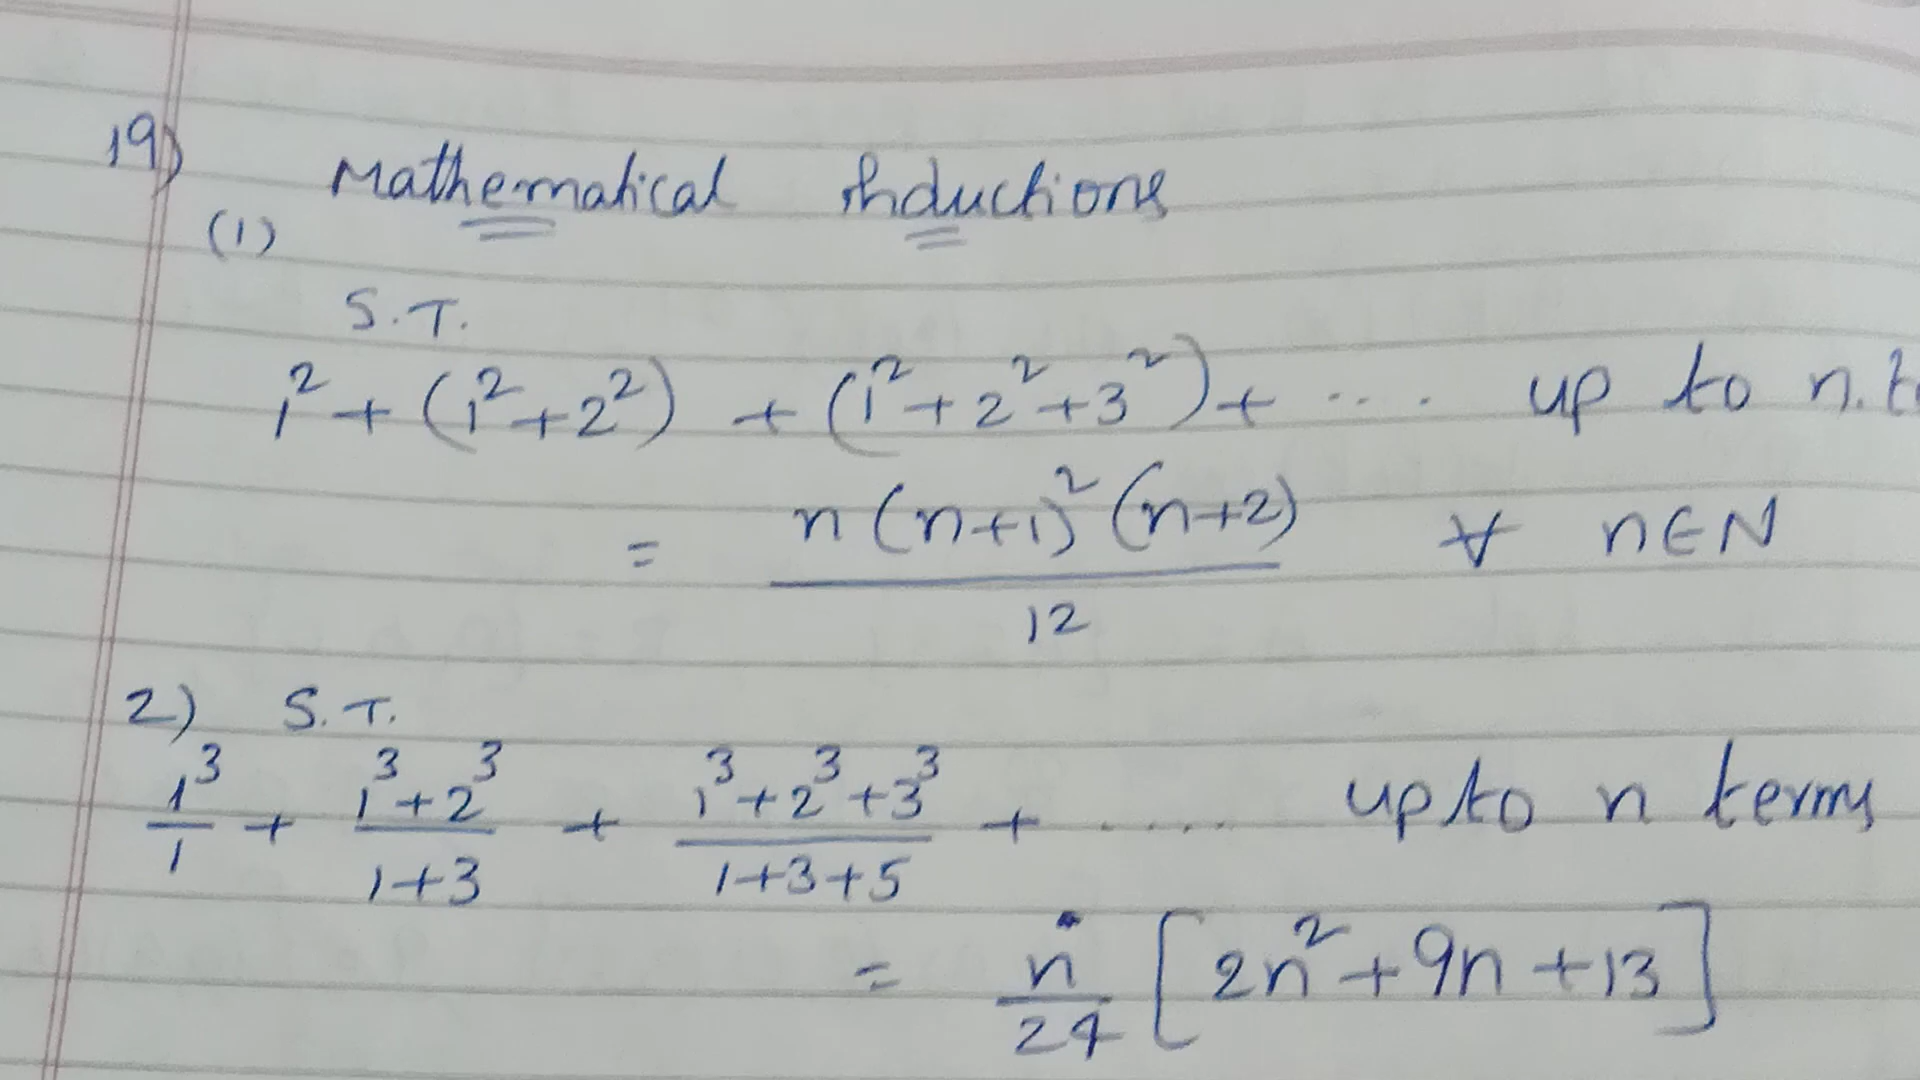 19) Mathematical Inductions
(1)
S.T.
1² + (1²+2²) + (1²+2²+3²) + .... up to n.
= n(n+1)²(n+2) / 12 ∀ n∈N
2) S.T.
1³/1 + (1³+2³)/(1+3) + (1³+2³+3³)/(1+3+5) + ..... upto n terms
= n/24 [2n²+9n+13]